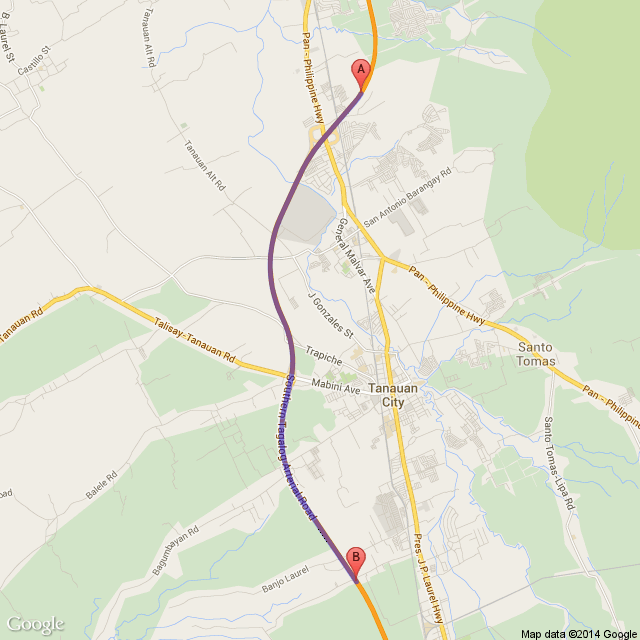 B. Laurel St
Castillo St
Tanauan Alt Rd
Pan - Philippine Hwy
A
Tanauan Alt Rd
San Antonio Barangay Rd
General Malvar Ave
Pan - Philippine Hwy
Tanauan Rd
Talisay-Tanauan Rd
J Gonzales St
Trapiche
Mabini Ave
Tanauan
City
Santo
Tomas
Pan - Philippin
Southern Tagalog Arterial Road
Santo Tomas-Lipa Rd
Balele Rd
oad
Bagumbayan Rd
Banjo Laurel
B
Pres. J P. Laurel Hwy
Google
Map data ©2014 Google